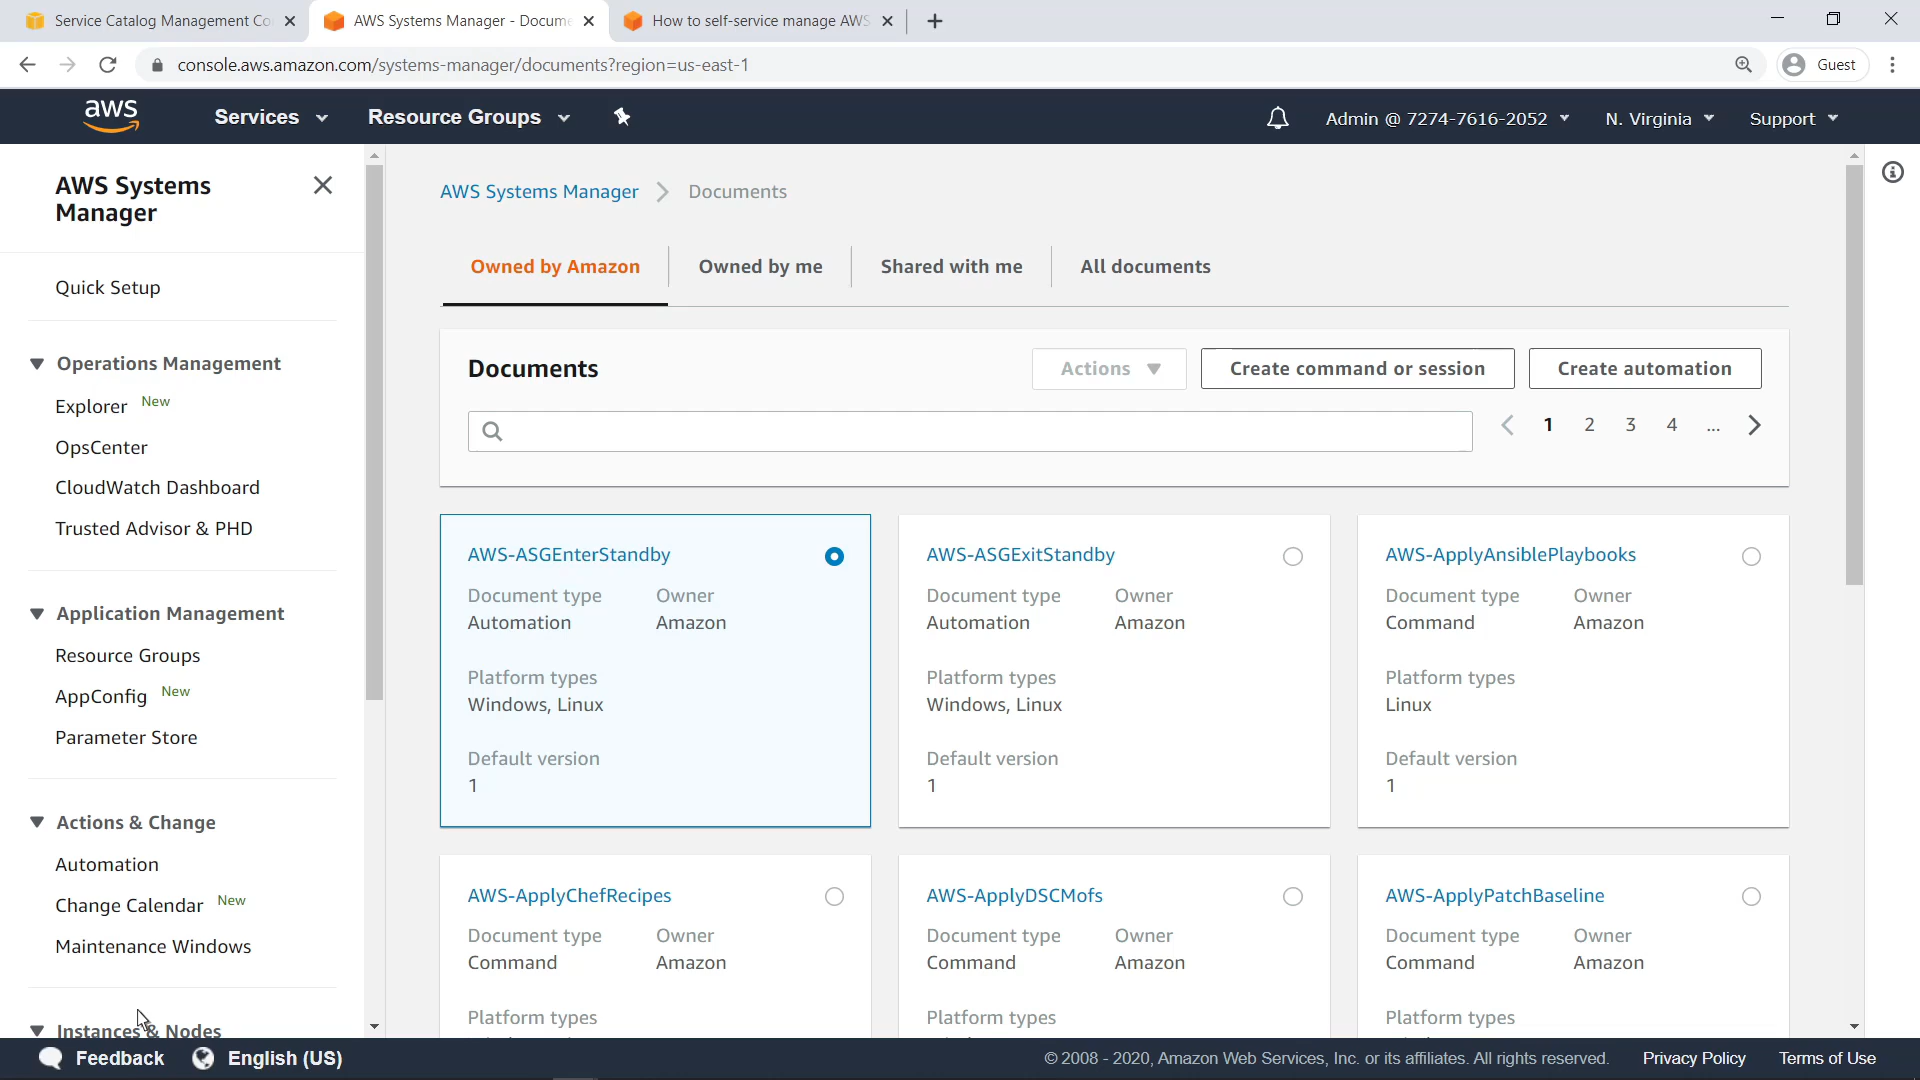 Service Catalog Management Co
AWS Systems Manager - Docume
How to self-service manage AWS
console.aws.amazon.com/systems-manager/documents?region=us-east-1
Guest
aws
Services
Resource Groups
Admin @ 7274-7616-2052
N. Virginia
Support
AWS Systems
Manager
Quick Setup
Operations Management
Explorer New
OpsCenter
CloudWatch Dashboard
Trusted Advisor & PHD
Application Management
Resource Groups
AppConfig New
Parameter Store
Actions & Change
Automation
Change Calendar New
Maintenance Windows
Instances & Nodes
AWS Systems Manager > Documents
Owned by Amazon
Owned by me
Shared with me
All documents
Documents
Actions
Create command or session
Create automation
1 2 3 4 ...
AWS-ASGEnterStandby
Document type Owner
Automation Amazon
Platform types
Windows, Linux
Default version
1
AWS-ASGExitStandby
Document type Owner
Automation Amazon
Platform types
Windows, Linux
Default version
1
AWS-ApplyAnsiblePlaybooks
Document type Owner
Command Amazon
Platform types
Linux
Default version
1
AWS-ApplyChefRecipes
Document type Owner
Command Amazon
Platform types
AWS-ApplyDSCMofs
Document type Owner
Command Amazon
Platform types
AWS-ApplyPatchBaseline
Document type Owner
Command Amazon
Platform types
Feedback
English (US)
© 2008 - 2020, Amazon Web Services, Inc. or its affiliates. All rights reserved.
Privacy Policy
Terms of Use